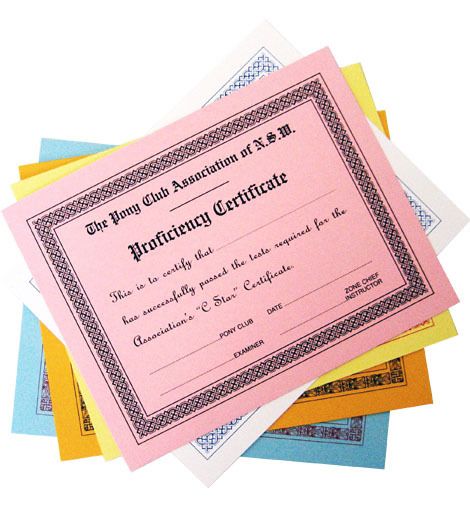 The Pony Club Association of N.S.W.
Proficiency Certificate
This is to certify that
has successfully passed the tests required for the
Association's "C Star" Certificate.
PONY CLUB DATE ZONE CHIEF
INSTRUCTOR
EXAMINER